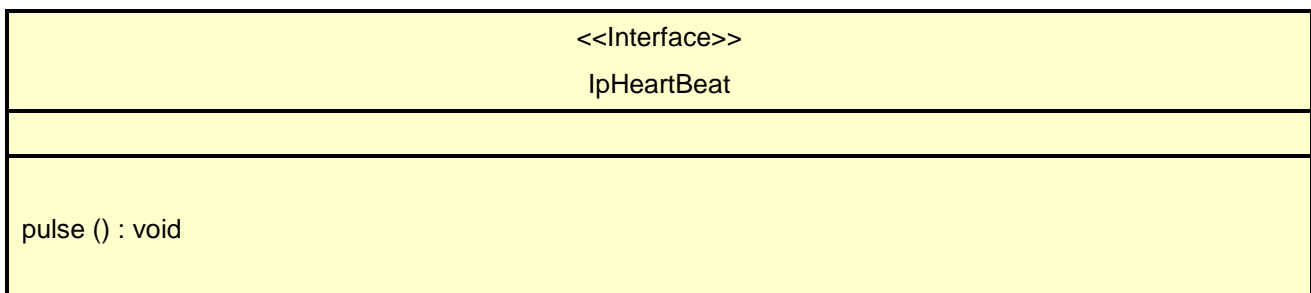 <<Interface>>
IpHeartBeat
pulse () : void